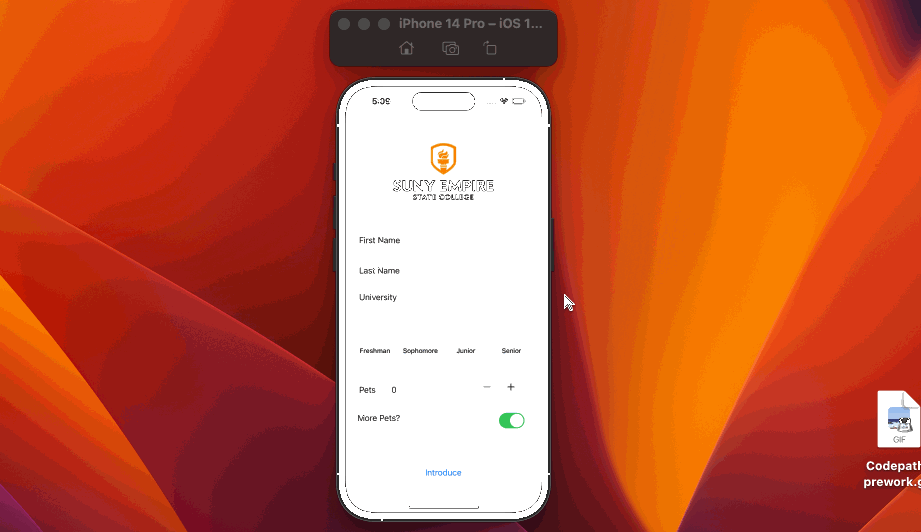 iPhone 14 Pro – iOS 1...
5:09
SUNY EMPIRE
STATE COLLEGE
First Name
Last Name
University
Freshman Sophomore Junior Senior
Pets 0
More Pets?
Introduce
GIF
Codepath
prework.g